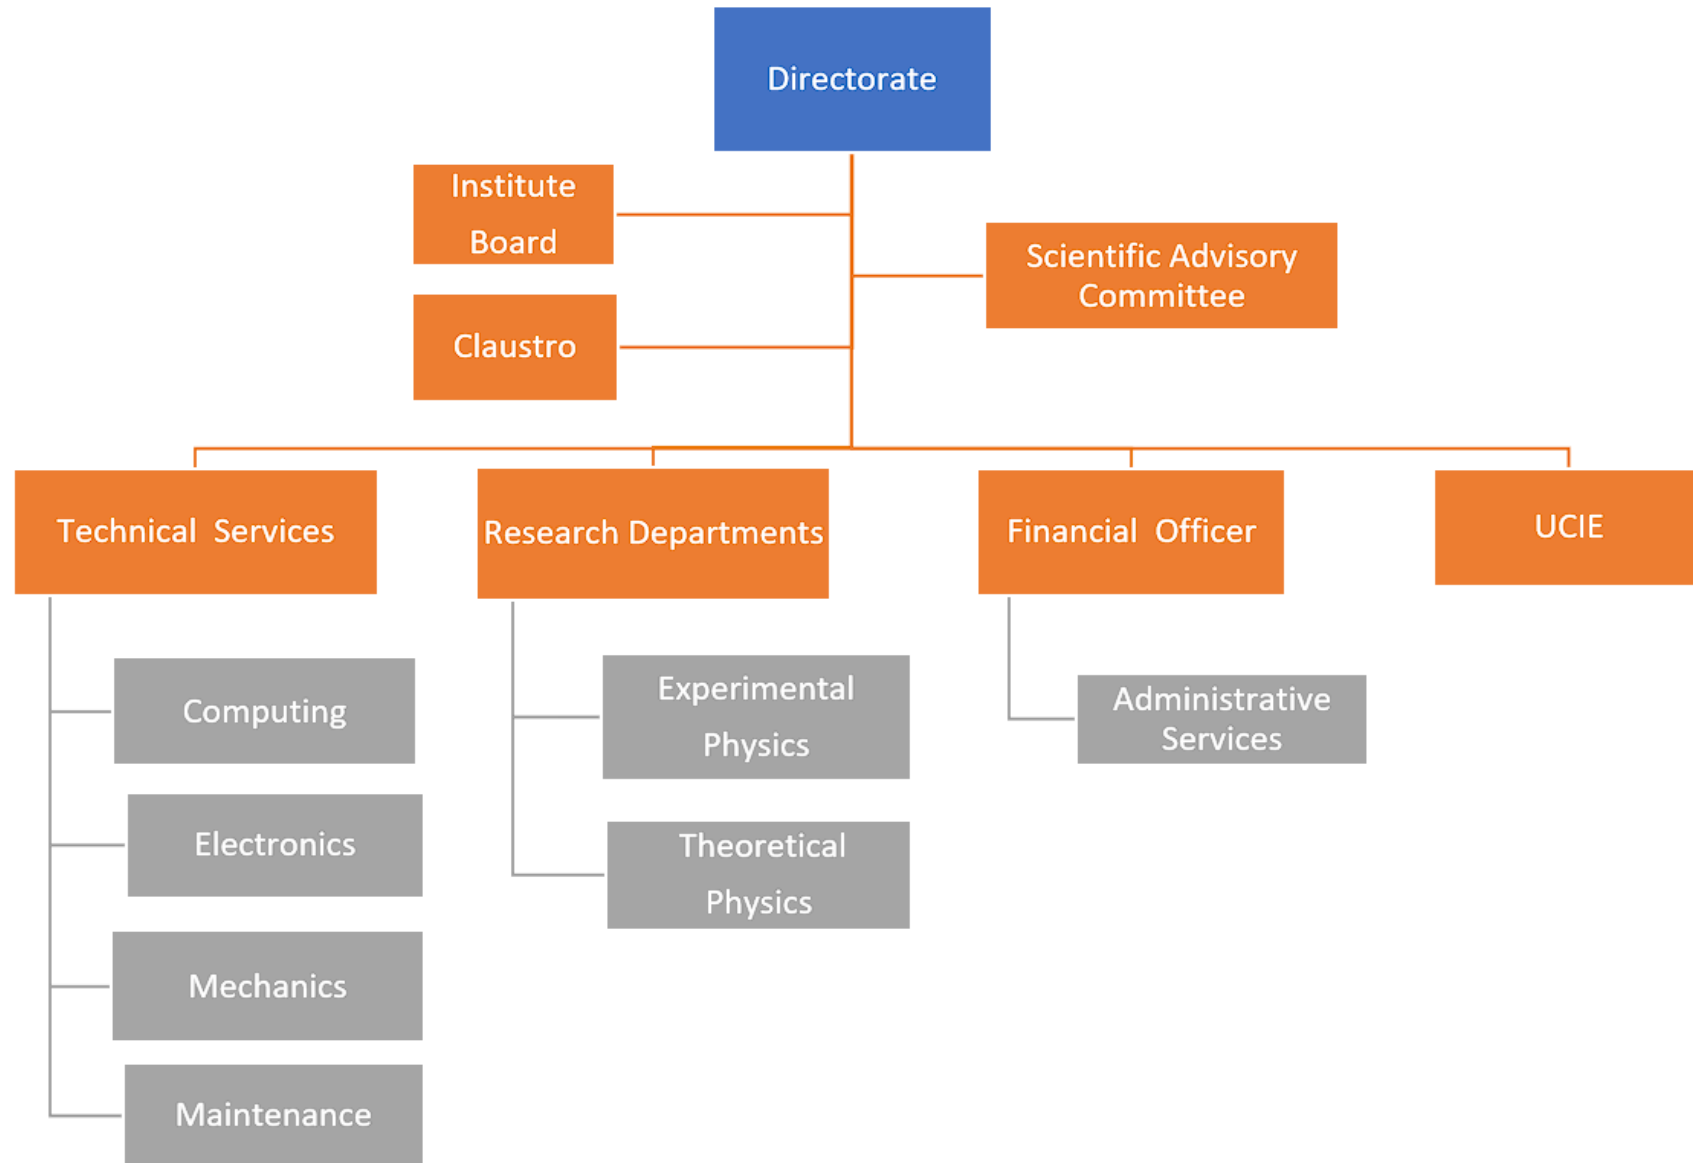 Directorate
Institute
Board
Scientific Advisory
Committee
Claustro
Technical Services
Research Departments
Financial Officer
UCIE
Computing
Electronics
Mechanics
Maintenance
Experimental
Physics
Theoretical
Physics
Administrative
Services